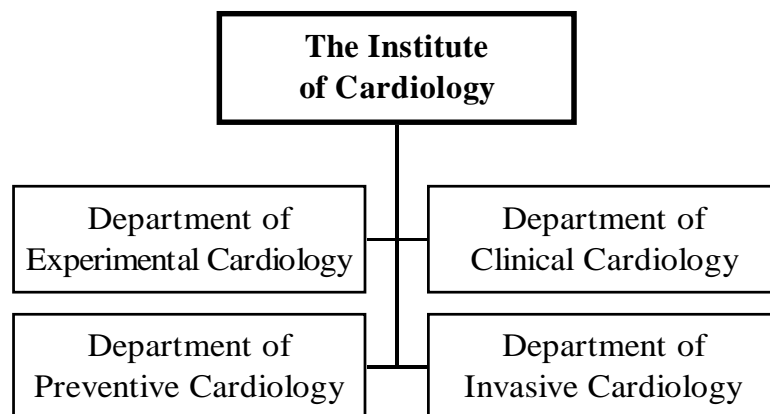 The Institute
of Cardiology
Department of
Experimental Cardiology
Department of
Clinical Cardiology
Department of
Preventive Cardiology
Department of
Invasive Cardiology